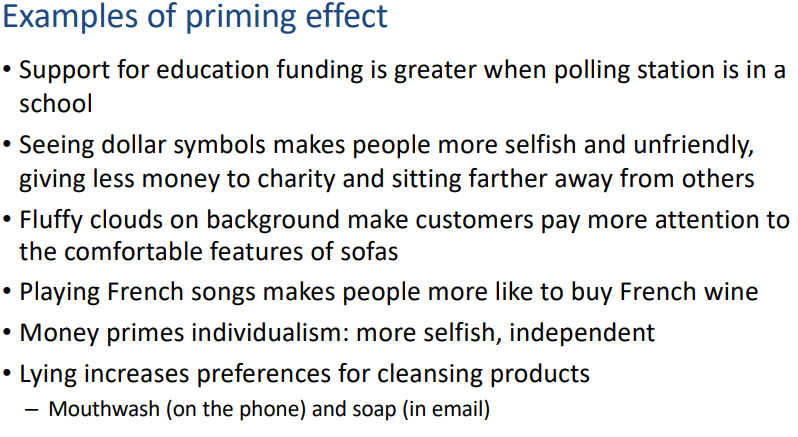 Examples of priming effect
• Support for education funding is greater when polling station is in a
school
• Seeing dollar symbols makes people more selfish and unfriendly,
giving less money to charity and sitting farther away from others
• Fluffy clouds on background make customers pay more attention to
the comfortable features of sofas
• Playing French songs makes people more like to buy French wine
• Money primes individualism: more selfish, independent
• Lying increases preferences for cleansing products
– Mouthwash (on the phone) and soap (in email)